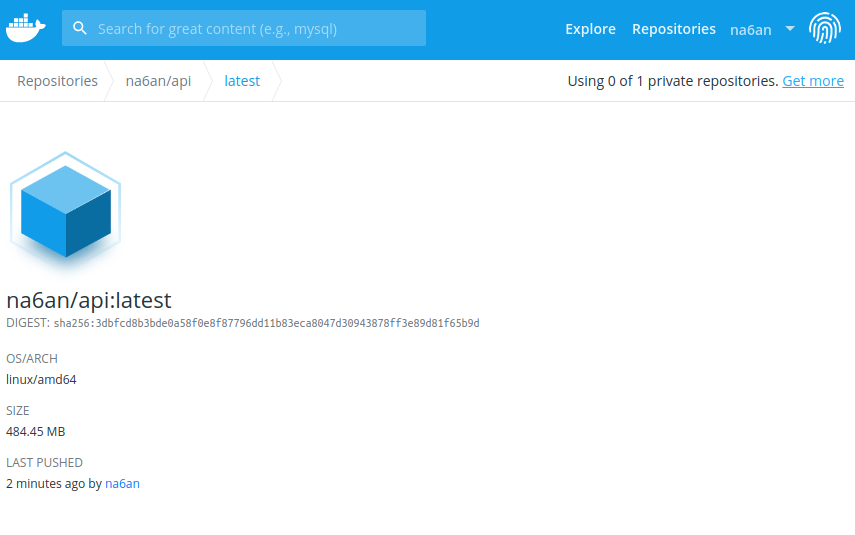 Search for great content (e.g., mysql)
Explore Repositories na6an
Repositories na6an/api latest Using 0 of 1 private repositories. Get more
na6an/api:latest
DIGEST: sha256:3dbfcd8b3bde0a58f0e8f87796dd11b83eca8047d30943878ff3e89d81f65b9d
OS/ARCH
linux/amd64
SIZE
484.45 MB
LAST PUSHED
2 minutes ago by na6an